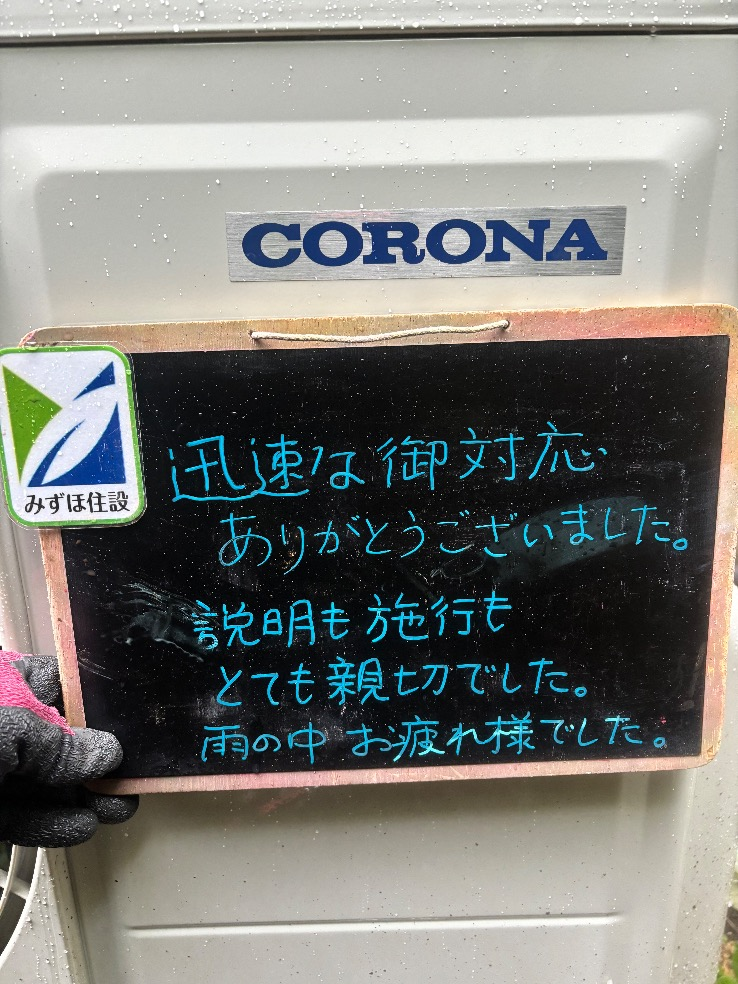 CORONA
みずほ住設
迅速な御対応
ありがとうございました。
説明も施行も
とても親切でした。
雨の中 お疲れ様でした。